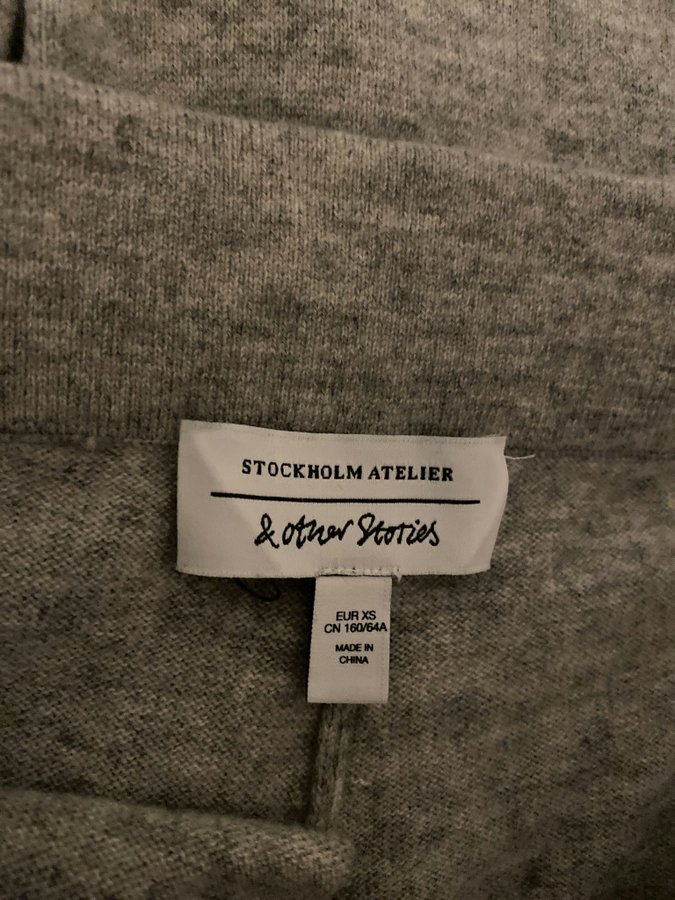 STOCKHOLM ATELIER
& other Stories
EUR XS
CN 160/64A
MADE IN
CHINA